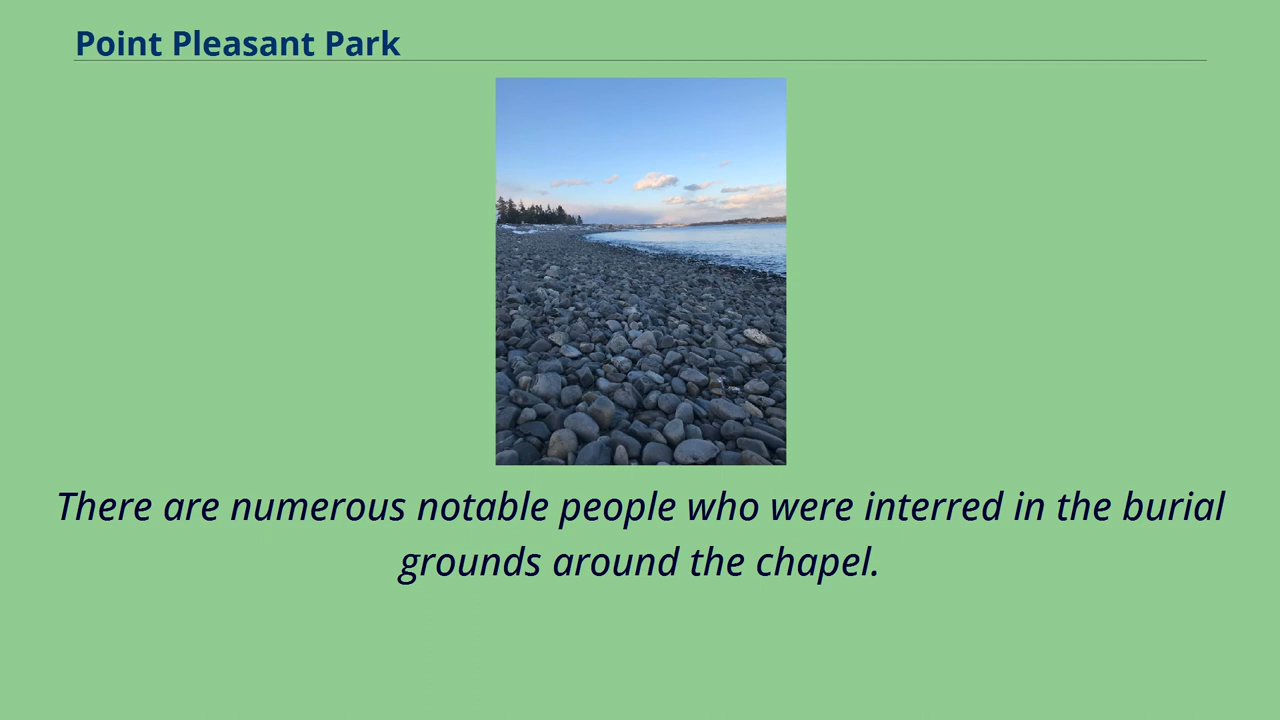 Point Pleasant Park
There are numerous notable people who were interred in the burial
grounds around the chapel.